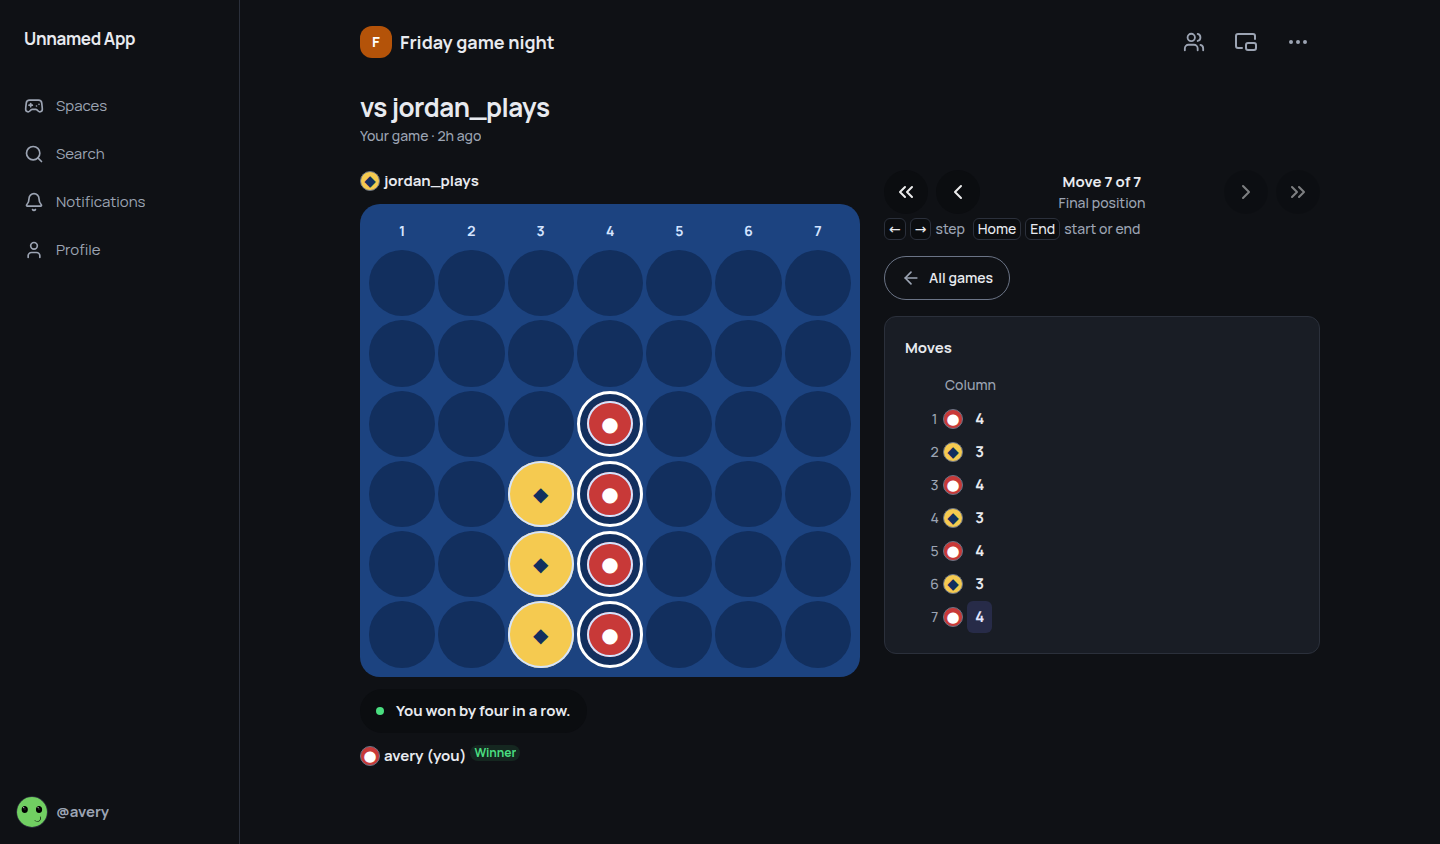 Unnamed App
Spaces
Search
Notifications
Profile
@avery
F Friday game night
vs jordan_plays
Your game · 2h ago
jordan_plays
1 2 3 4 5 6 7
You won by four in a row.
avery (you) Winner
Move 7 of 7
Final position
← → step Home End start or end
All games
Moves
Column
1 4
2 3
3 4
4 3
5 4
6 3
7 4